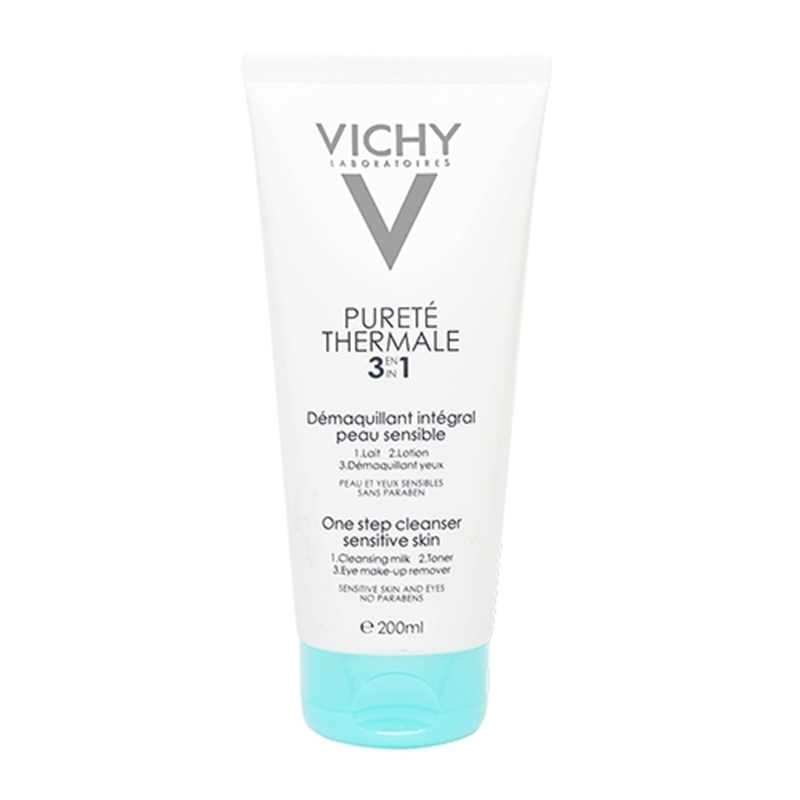 VICHY
LABORATOIRES
V
PURETÉ
THERMALE
3 EN IN 1
Démaquillant intégral
peau sensible
1.Lait 2.Lotion
3.Démaquillant yeux
PEAU ET YEUX SENSIBLES
SANS PARABEN
One step cleanser
sensitive skin
1.Cleansing milk 2.Toner
3.Eye make-up remover
SENSITIVE SKIN AND EYES
NO PARABENS
℮ 200ml